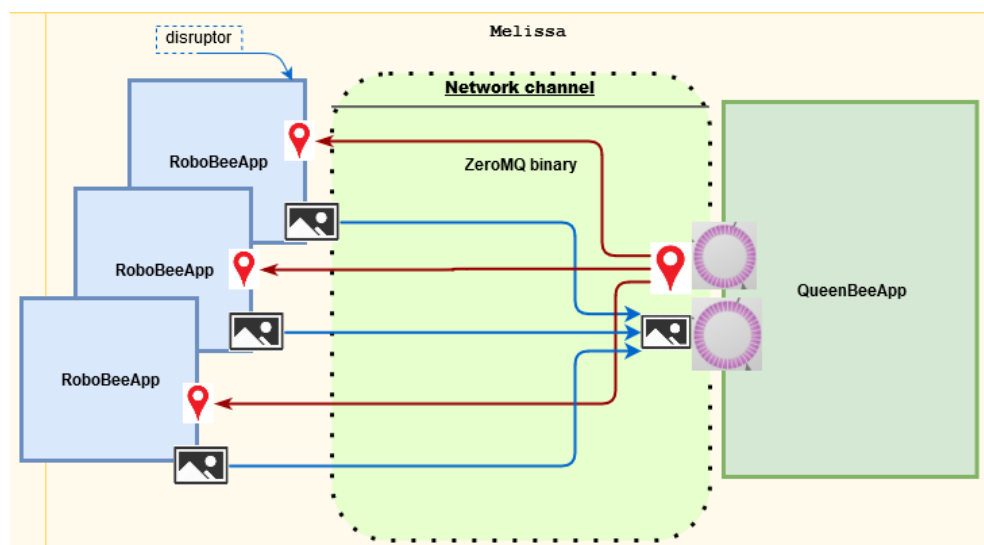 Melissa
disruptor
Network channel
RoboBeeApp
ZeroMQ binary
RoboBeeApp
QueenBeeApp
RoboBeeApp